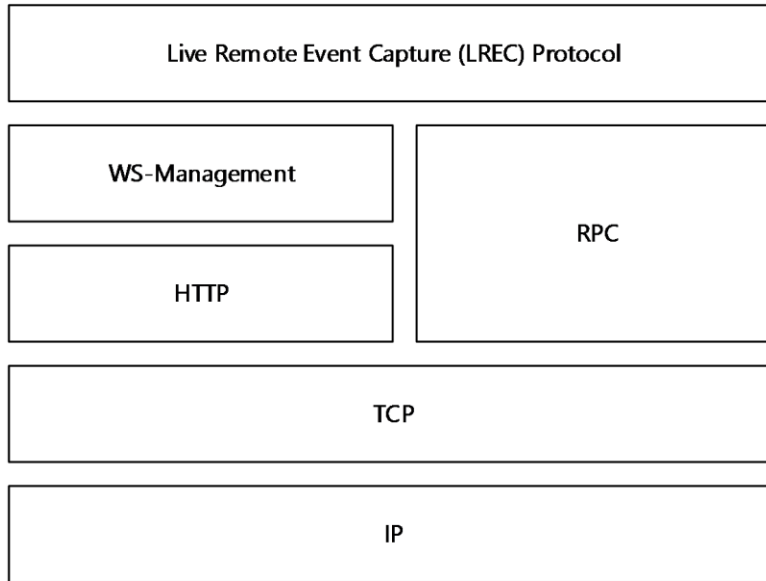 Live Remote Event Capture (LREC) Protocol
WS-Management
RPC
HTTP
TCP
IP